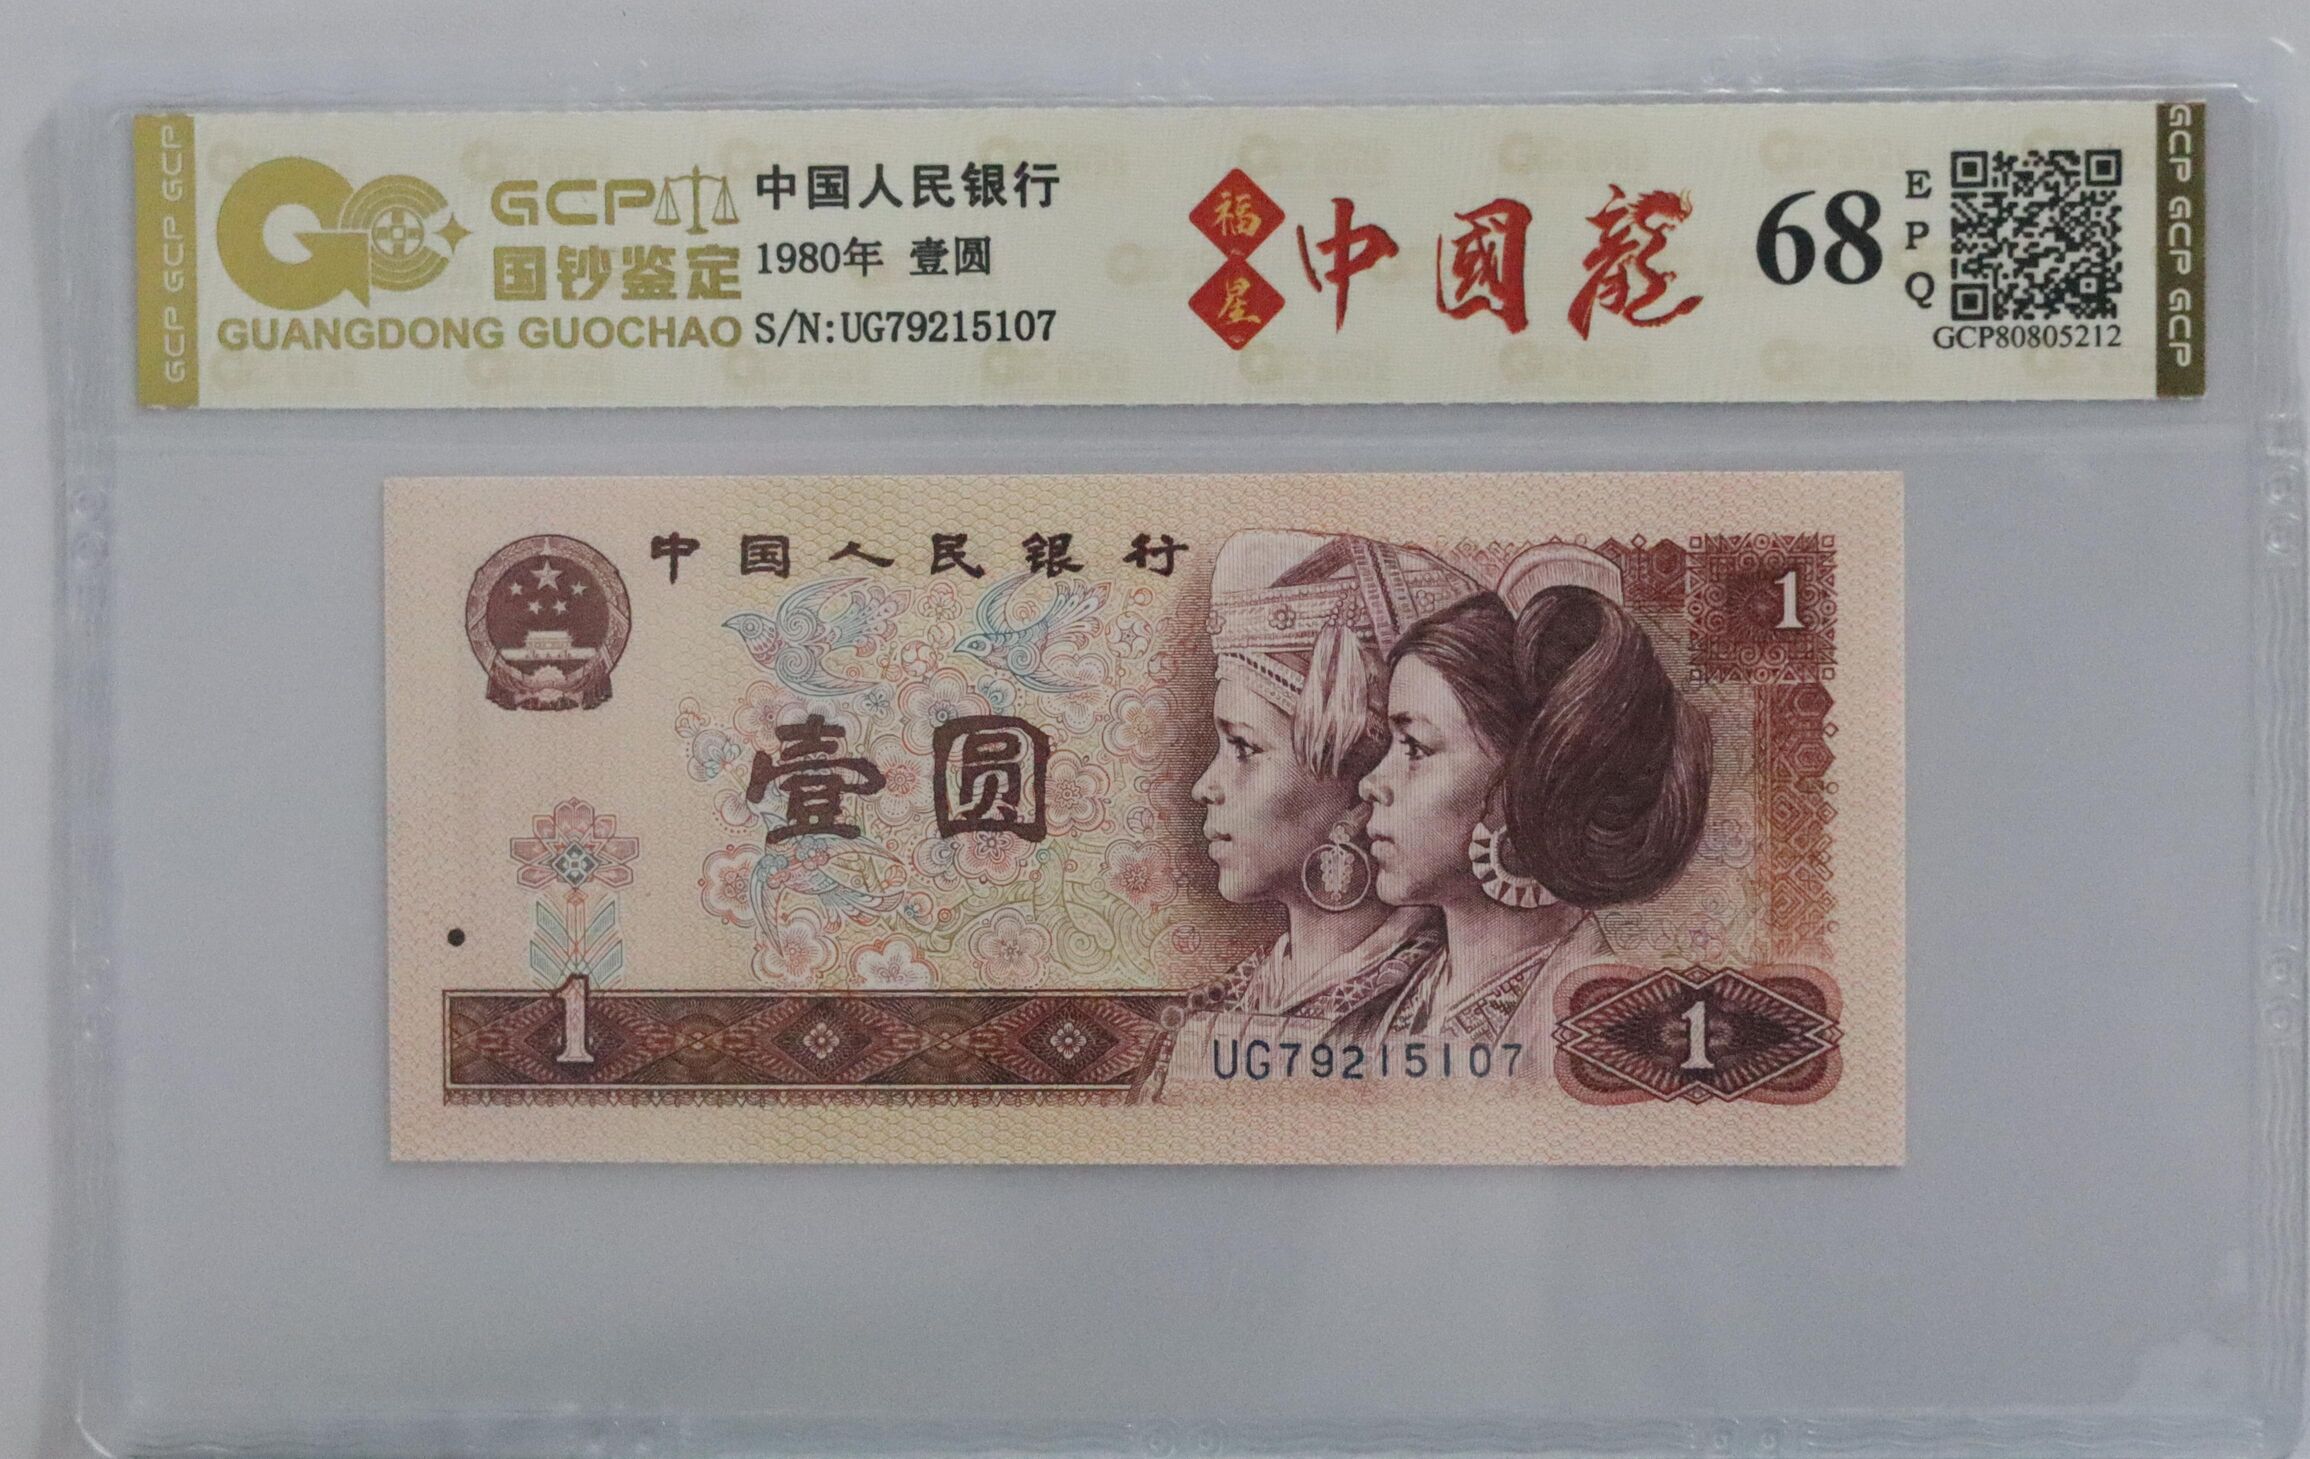 GCP GCP GCP GCP
GCP
国钞鉴定
GUANGDONG GUOCHAO
中国人民银行
1980年 壹圆
S/N:UG79215107
福星
中國龍
68
EPQ
GCP80805212
GCP GCP GCP GCP
中国人民银行
1
壹圆
1
UG79215107
1